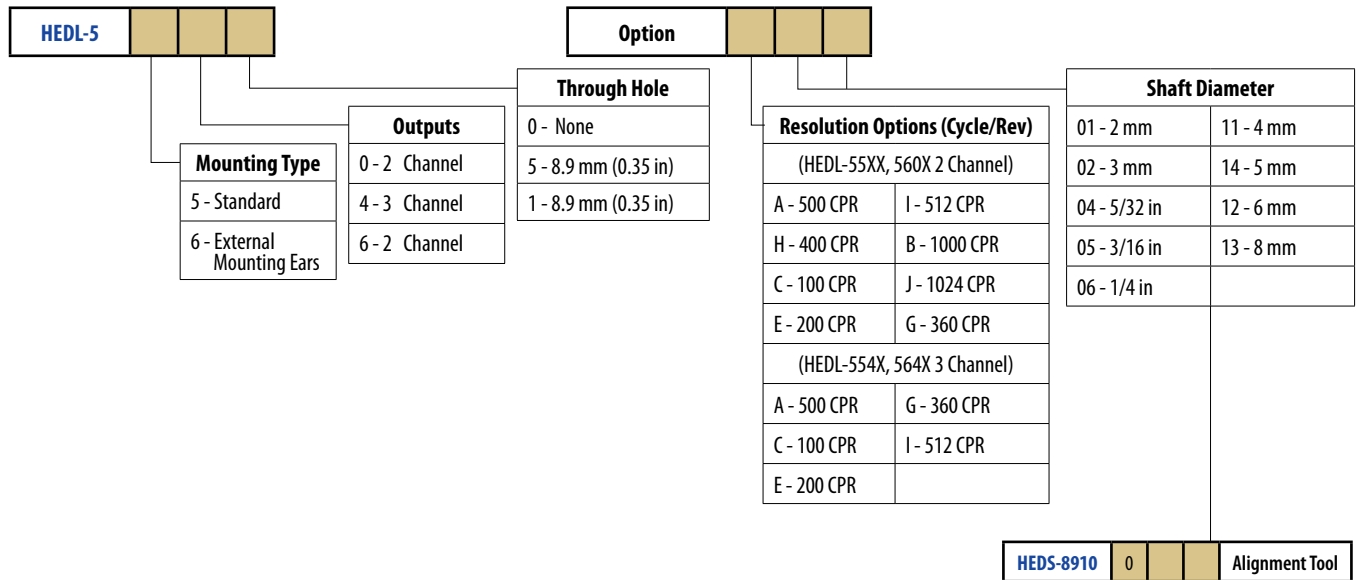 HEDL-5
Option
Through Hole
0 - None
5 - 8.9 mm (0.35 in)
1 - 8.9 mm (0.35 in)
Outputs
0 - 2 Channel
4 - 3 Channel
6 - 2 Channel
Mounting Type
5 - Standard
6 - External
Mounting Ears
Resolution Options (Cycle/Rev)
(HEDL-55XX, 560X 2 Channel)
A - 500 CPR I - 512 CPR
H - 400 CPR B - 1000 CPR
C - 100 CPR J - 1024 CPR
E - 200 CPR G - 360 CPR
(HEDL-554X, 564X 3 Channel)
A - 500 CPR G - 360 CPR
C - 100 CPR I - 512 CPR
E - 200 CPR
Shaft Diameter
01 - 2 mm 11 - 4 mm
02 - 3 mm 14 - 5 mm
04 - 5/32 in 12 - 6 mm
05 - 3/16 in 13 - 8 mm
06 - 1/4 in
HEDS-8910 0 Alignment Tool